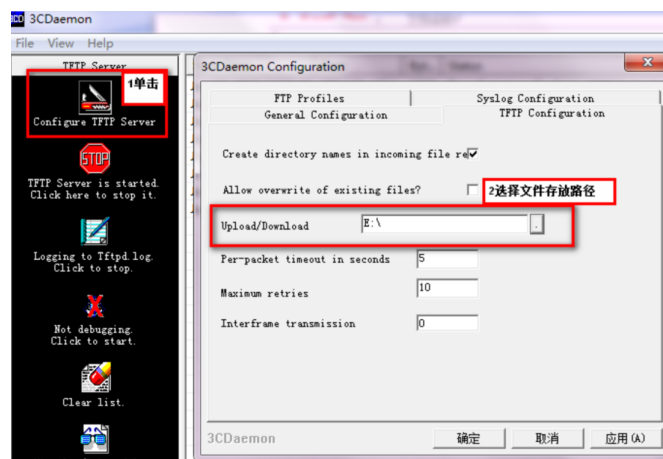 3CDaemon
File View Help
TFTP Server
1单击
Configure TFTP Server
STOP
TFTP Server is started.
Click here to stop it.
Logging to Tftpd.log.
Click to stop.
Not debugging.
Click to start.
Clear list.
3CDaemon Configuration
FTP Profiles
Syslog Configuration
General Configuration
TFTP Configuration
Create directory names in incoming file re
Allow overwrite of existing files?
2选择文件存放路径
Upload/Download
E:\
.
Per-packet timeout in seconds
5
Maximum retries
10
Interframe transmission
0
3CDaemon
确定
取消
应用(A)